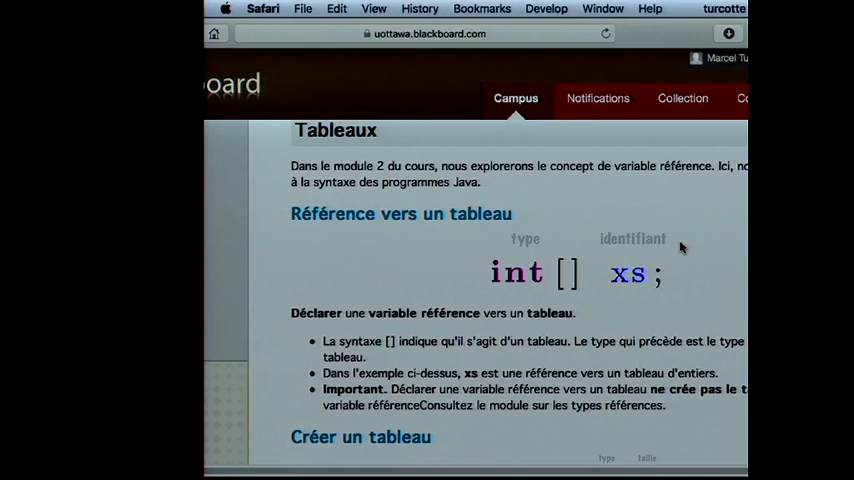 Safari File Edit View History Bookmarks Develop Window Help turcotte
uottawa.blackboard.com
Marcel Tu
board
Campus Notifications Collection Co
Tableaux
Dans le module 2 du cours, nous explorerons le concept de variable référence. Ici, no
à la syntaxe des programmes Java.
Référence vers un tableau
type identifiant
int [] xs ;
Déclarer une variable référence vers un tableau.
• La syntaxe [] indique qu'il s'agit d'un tableau. Le type qui précède est le type
tableau.
• Dans l'exemple ci-dessus, xs est une référence vers un tableau d'entiers.
• Important. Déclarer une variable référence vers un tableau ne crée pas le t
variable référenceConsultez le module sur les types références.
Créer un tableau
type taille